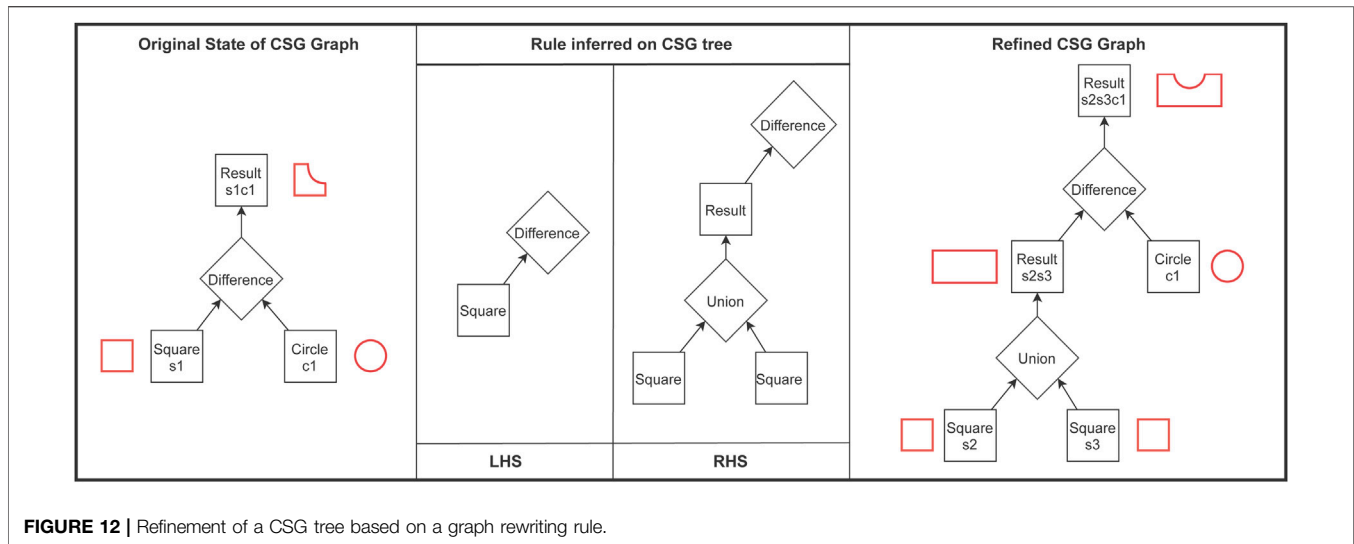 Original State of CSG Graph
Rule inferred on CSG tree
Refined CSG Graph
Result
s1c1
Difference
Square
s1
Circle
c1
Difference
Square
LHS
Difference
Result
Union
Square
Square
RHS
Result
s2s3c1
Difference
Result
s2s3
Circle
c1
Union
Square
s2
Square
s3
FIGURE 12 | Refinement of a CSG tree based on a graph rewriting rule.